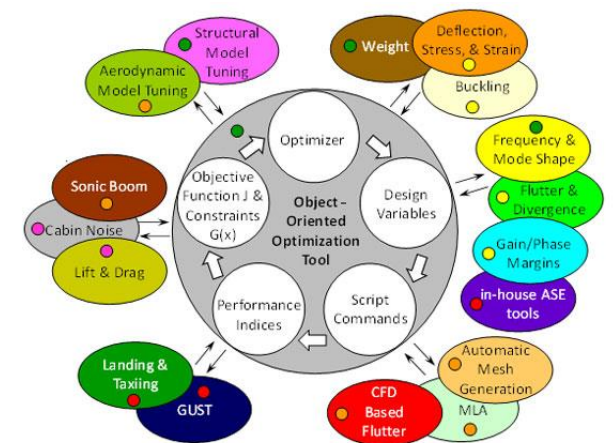 Structural
Model
Tuning
Aerodynamic
Model Tuning
Weight
Deflection,
Stress, & Strain
Buckling
Optimizer
Frequency &
Mode Shape
Flutter &
Divergence
Gain/Phase
Margins
in-house ASE
tools
Sonic Boom
Cabin Noise
Lift & Drag
Objective
Function J &
Constraints
G(x)
Object –
Oriented
Optimization
Tool
Design
Variables
Performance
Indices
Script
Commands
Landing &
Taxiing
GUST
Automatic
Mesh
Generation
MLA
CFD
Based
Flutter